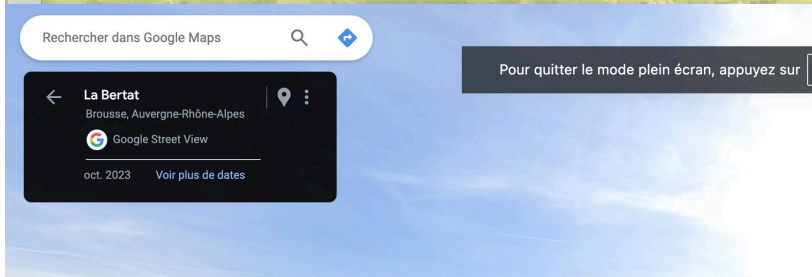 Rechercher dans Google Maps
Pour quitter le mode plein écran, appuyez sur
La Bertat
Brousse, Auvergne-Rhône-Alpes
Google Street View
oct. 2023 Voir plus de dates